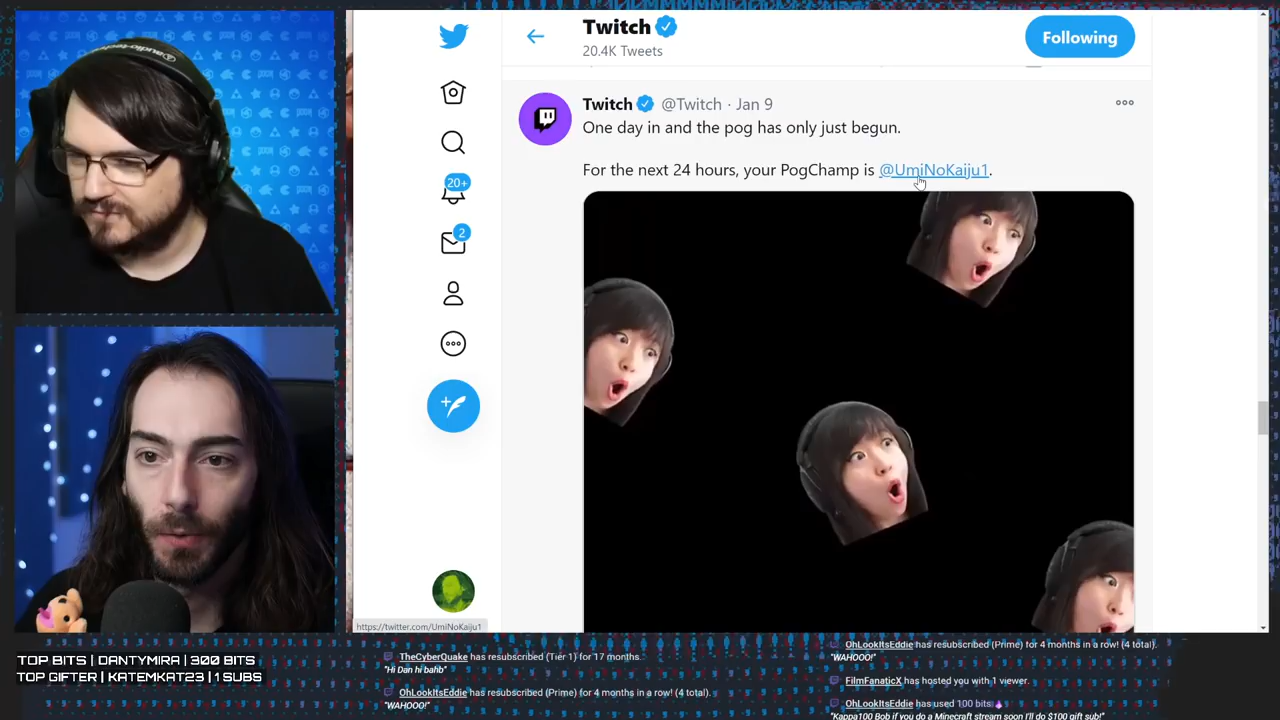 Twitch
20.4K Tweets
Following
Twitch @Twitch · Jan 9
One day in and the pog has only just begun.
For the next 24 hours, your PogChamp is @UmiNoKaiju1.
20+
2
https://twitter.com/UmiNoKaiju1
TOP BITS | DANTYMIRA | 300 BITS
TOP GIFTER | KATEMKAT23 | 1 SUBS
TheCyberQuake has resubscribed (Tier 1) for 17 months.
"Hi Dan hi batib"
OhLookItsEddie has resubscribed (Prime) for 4 months in a row! (4 total).
"WAHOOO!"
OhLookItsEddie has resubscribed (Prime) for 4 months in a row! (4 total).
"WAHOOO!"
FilmFanaticX has hosted you with 1 viewer.
OhLookItsEddie has used 100 bits
"Kappa100 Bob if you do a Minecraft stream soon I'll do $100 gift sub!"